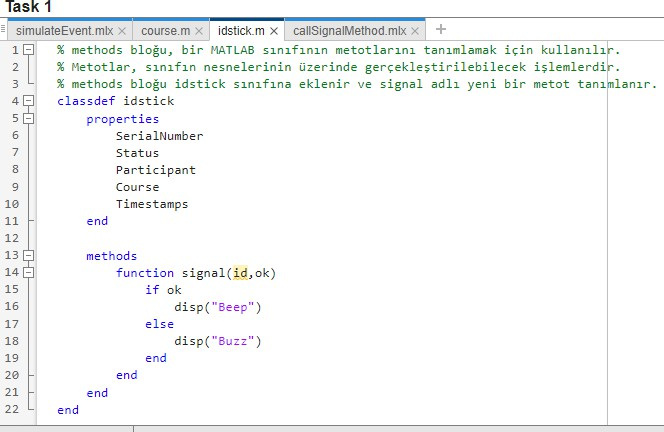 Task 1
simulateEvent.mlx × course.m × idstick.m × callSignalMethod.mlx × +
1 % methods bloğu, bir MATLAB sınıfının metotlarını tanımlamak için kullanılır.
2 % Metotlar, sınıfın nesnelerinin üzerinde gerçekleştirilebilecek işlemlerdir.
3 % methods bloğu idstick sınıfına eklenir ve signal adlı yeni bir metot tanımlanır.
4 classdef idstick
5 properties
6 SerialNumber
7 Status
8 Participant
9 Course
10 Timestamps
11 end
12
13 methods
14 function signal(id,ok)
15 if ok
16 disp("Beep")
17 else
18 disp("Buzz")
19 end
20 end
21 end
22 end